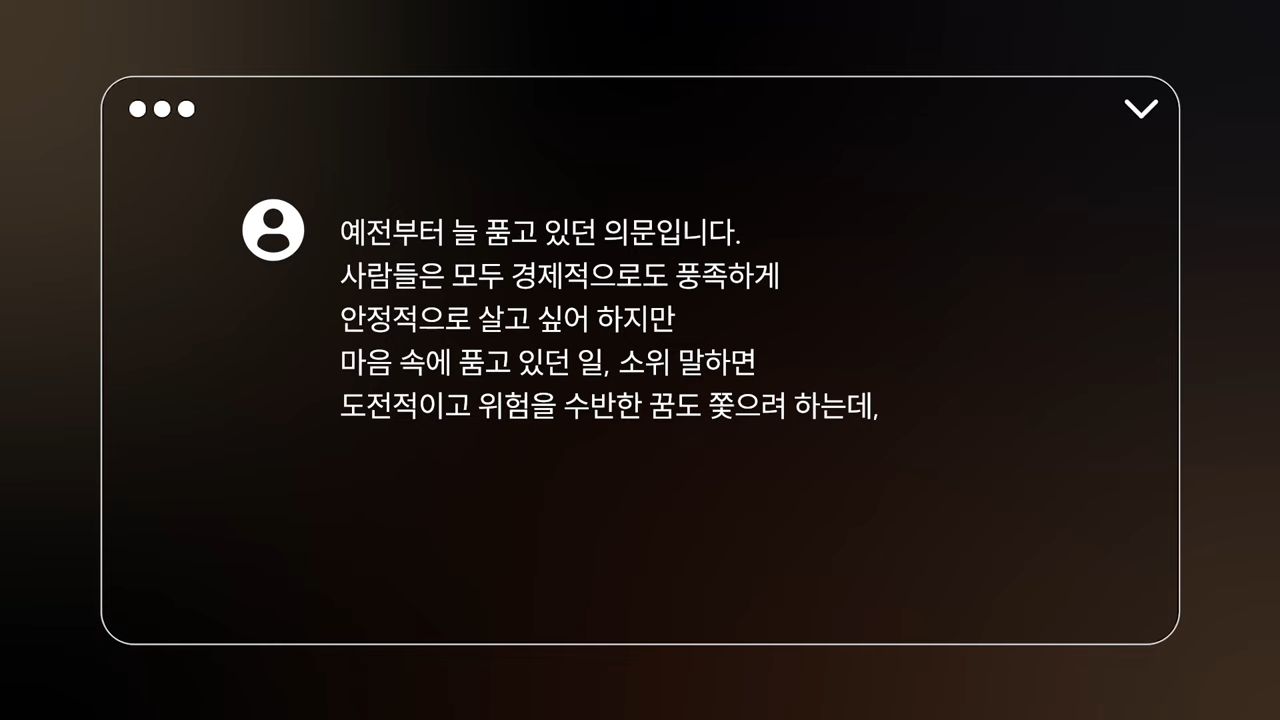 예전부터 늘 품고 있던 의문입니다.
사람들은 모두 경제적으로도 풍족하게
안정적으로 살고 싶어 하지만
마음 속에 품고 있던 일, 소위 말하면
도전적이고 위험을 수반한 꿈도 쫓으려 하는데,